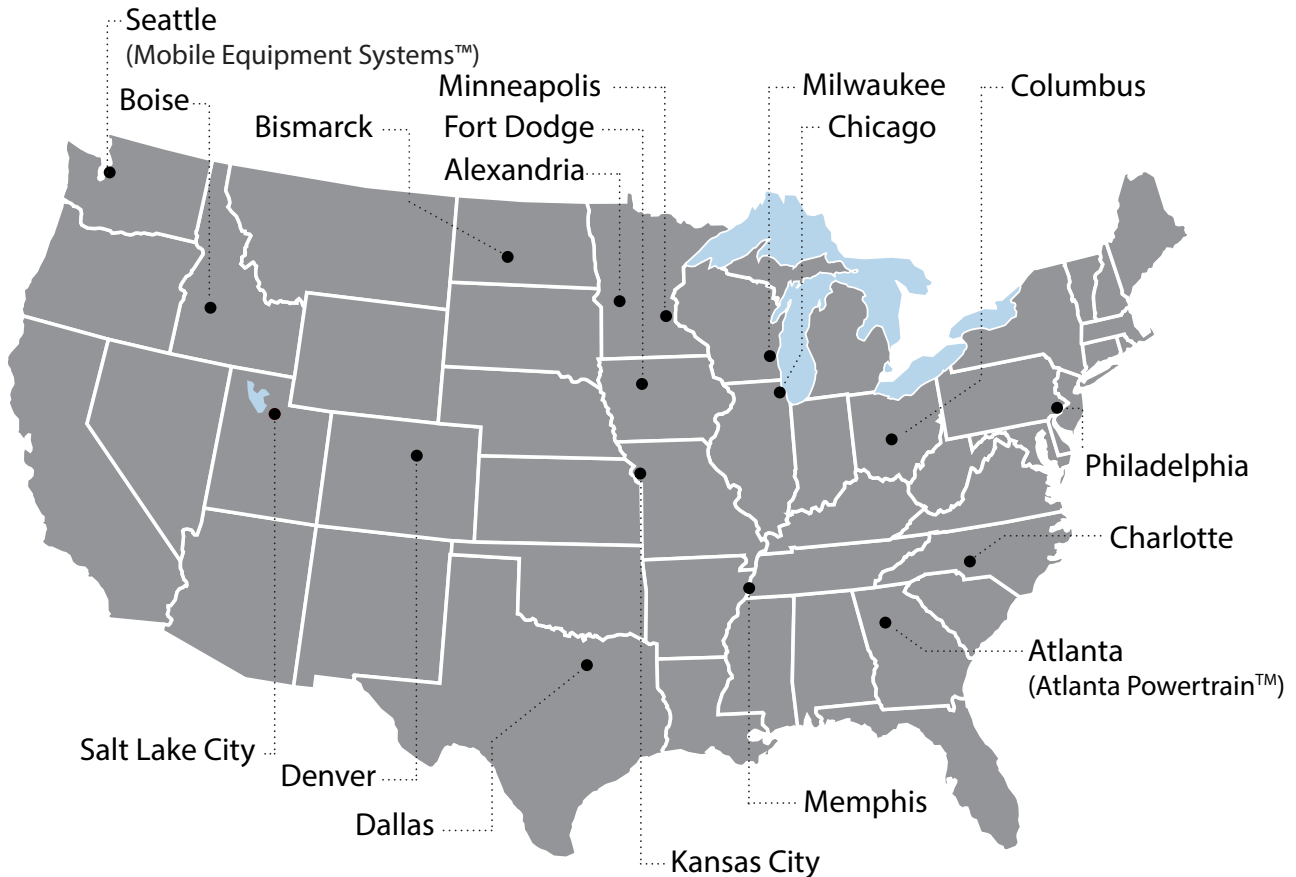 Seattle
(Mobile Equipment Systems™)
Boise
Minneapolis
Milwaukee
Columbus
Bismarck
Fort Dodge
Chicago
Alexandria
Philadelphia
Charlotte
Atlanta
(Atlanta Powertrain™)
Salt Lake City
Denver
Memphis
Dallas
Kansas City